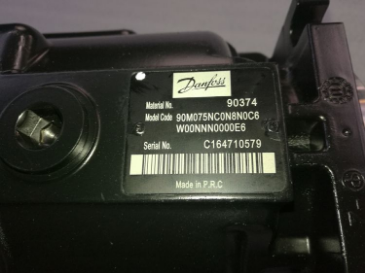 Danfoss
Material No. 90374
Model Code 90M075NC0N8N0C6
W00NNN0000E6
Serial No. C164710579
Made in P.R.C